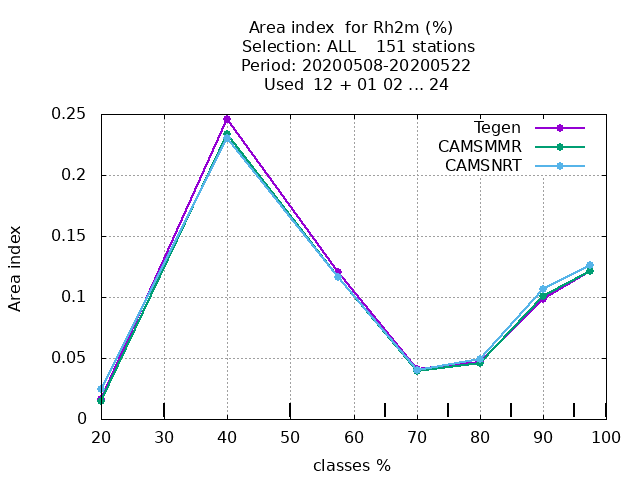 Area index  for Rh2m (%)
Selection: ALL    151 stations
Period: 20200508-20200522
Used  12 + 01 02 ... 24
Tegen
CAMSMMR
CAMSNRT
Area index
0.25
0.2
0.15
0.1
0.05
0
20 30 40 50 60 70 80 90 100
classes %